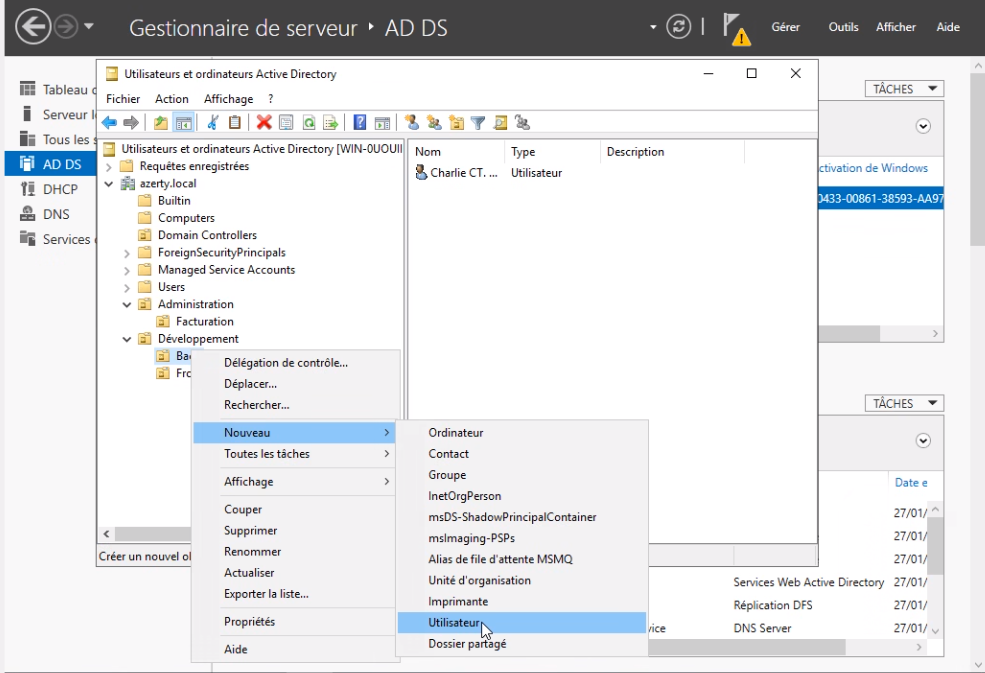 Gestionnaire de serveur ‣ AD DS
Gérer
Outils
Afficher
Aide
Tableau
Serveur
Tous les
AD DS
DHCP
DNS
Services
Utilisateurs et ordinateurs Active Directory
Fichier
Action
Affichage
?
Utilisateurs et ordinateurs Active Directory [WIN-0UOUII
Requêtes enregistrées
azerty.local
Builtin
Computers
Domain Controllers
ForeignSecurityPrincipals
Managed Service Accounts
Users
Administration
Facturation
Développement
Nom
Type
Description
Charlie CT. ...
Utilisateur
Créer un nouvel
Délégation de contrôle...
Déplacer...
Rechercher...
Nouveau
Toutes les tâches
Affichage
Couper
Supprimer
Renommer
Actualiser
Exporter la liste...
Propriétés
Aide
Ordinateur
Contact
Groupe
InetOrgPerson
msDS-ShadowPrincipalContainer
msImaging-PSPs
Alias de file d'attente MSMQ
Unité d'organisation
Imprimante
Utilisateur
Dossier partagé
TÂCHES
ctivation de Windows
0433-00861-38593-AA97
TÂCHES
Date e
27/01/
27/01/
27/01/
Services Web Active Directory 27/01/
Réplication DFS 27/01/
vice DNS Server 27/01/